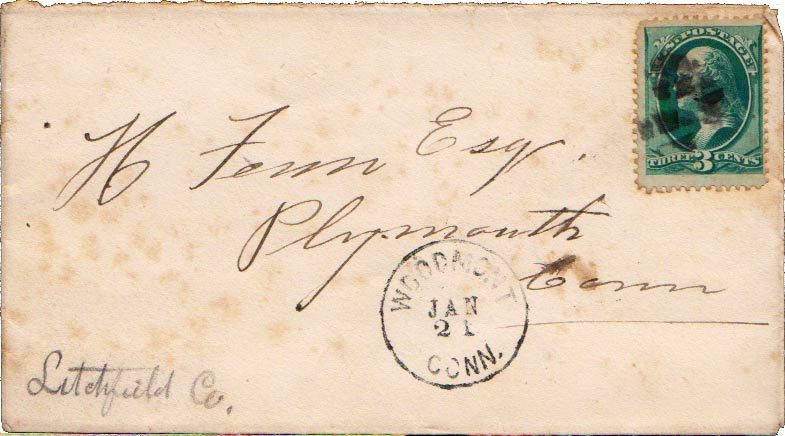 U.S. POSTAGE
THREE 3 CENTS
H Fenn Esq.
Plymouth
Conn
WOODMONT
JAN
21
CONN.
Litchfield Co.